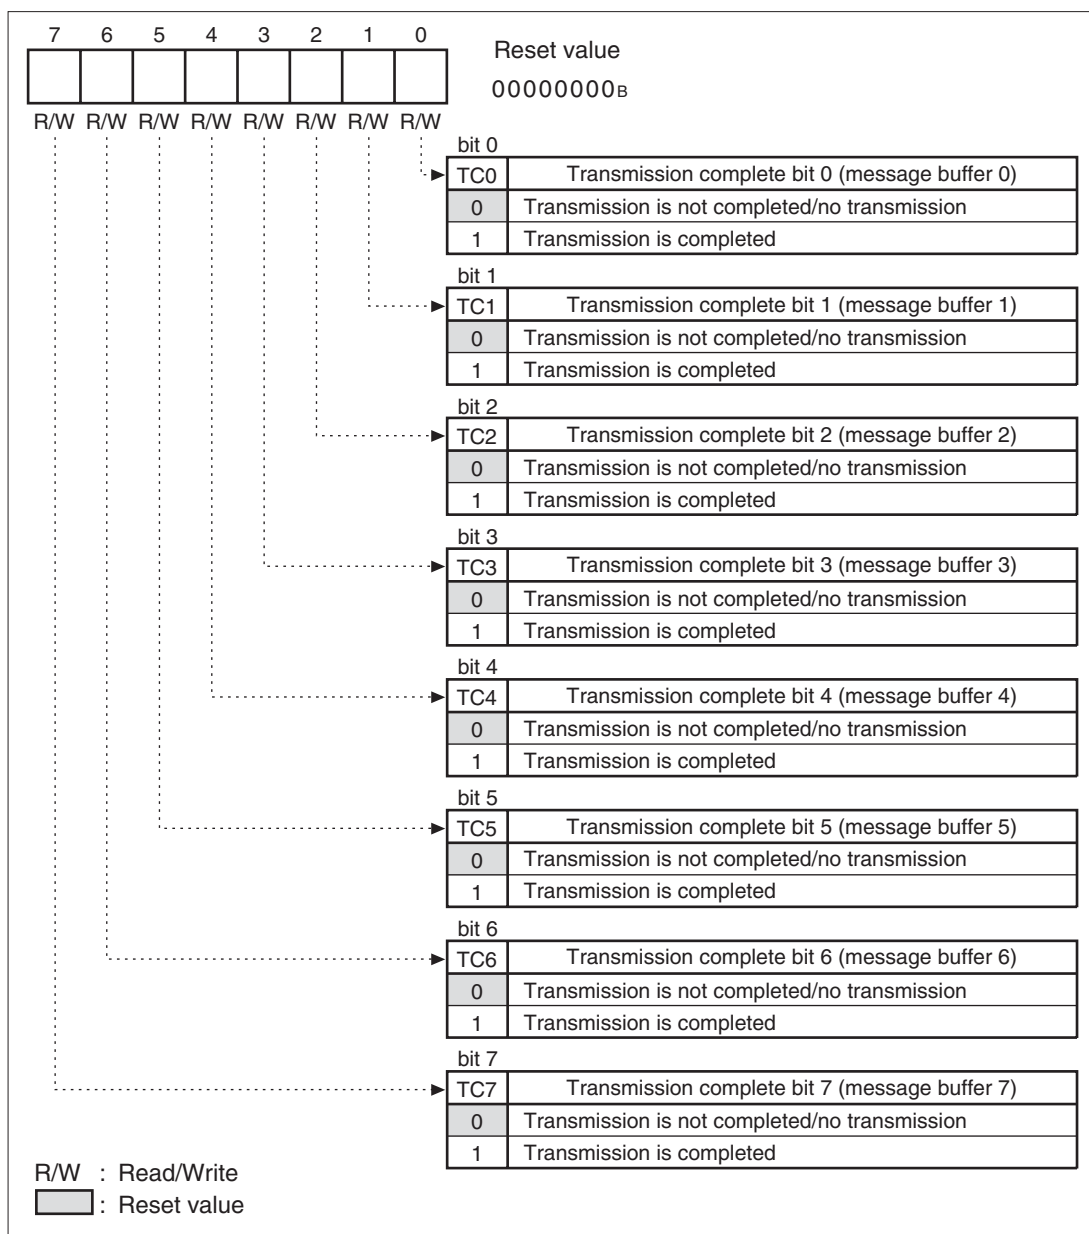 7 6 5 4 3 2 1 0
Reset value
00000000B
R/W R/W R/W R/W R/W R/W R/W R/W
bit 0
TC0 Transmission complete bit 0 (message buffer 0)
0 Transmission is not completed/no transmission
1 Transmission is completed
bit 1
TC1 Transmission complete bit 1 (message buffer 1)
0 Transmission is not completed/no transmission
1 Transmission is completed
bit 2
TC2 Transmission complete bit 2 (message buffer 2)
0 Transmission is not completed/no transmission
1 Transmission is completed
bit 3
TC3 Transmission complete bit 3 (message buffer 3)
0 Transmission is not completed/no transmission
1 Transmission is completed
bit 4
TC4 Transmission complete bit 4 (message buffer 4)
0 Transmission is not completed/no transmission
1 Transmission is completed
bit 5
TC5 Transmission complete bit 5 (message buffer 5)
0 Transmission is not completed/no transmission
1 Transmission is completed
bit 6
TC6 Transmission complete bit 6 (message buffer 6)
0 Transmission is not completed/no transmission
1 Transmission is completed
bit 7
TC7 Transmission complete bit 7 (message buffer 7)
0 Transmission is not completed/no transmission
1 Transmission is completed
R/W : Read/Write
: Reset value